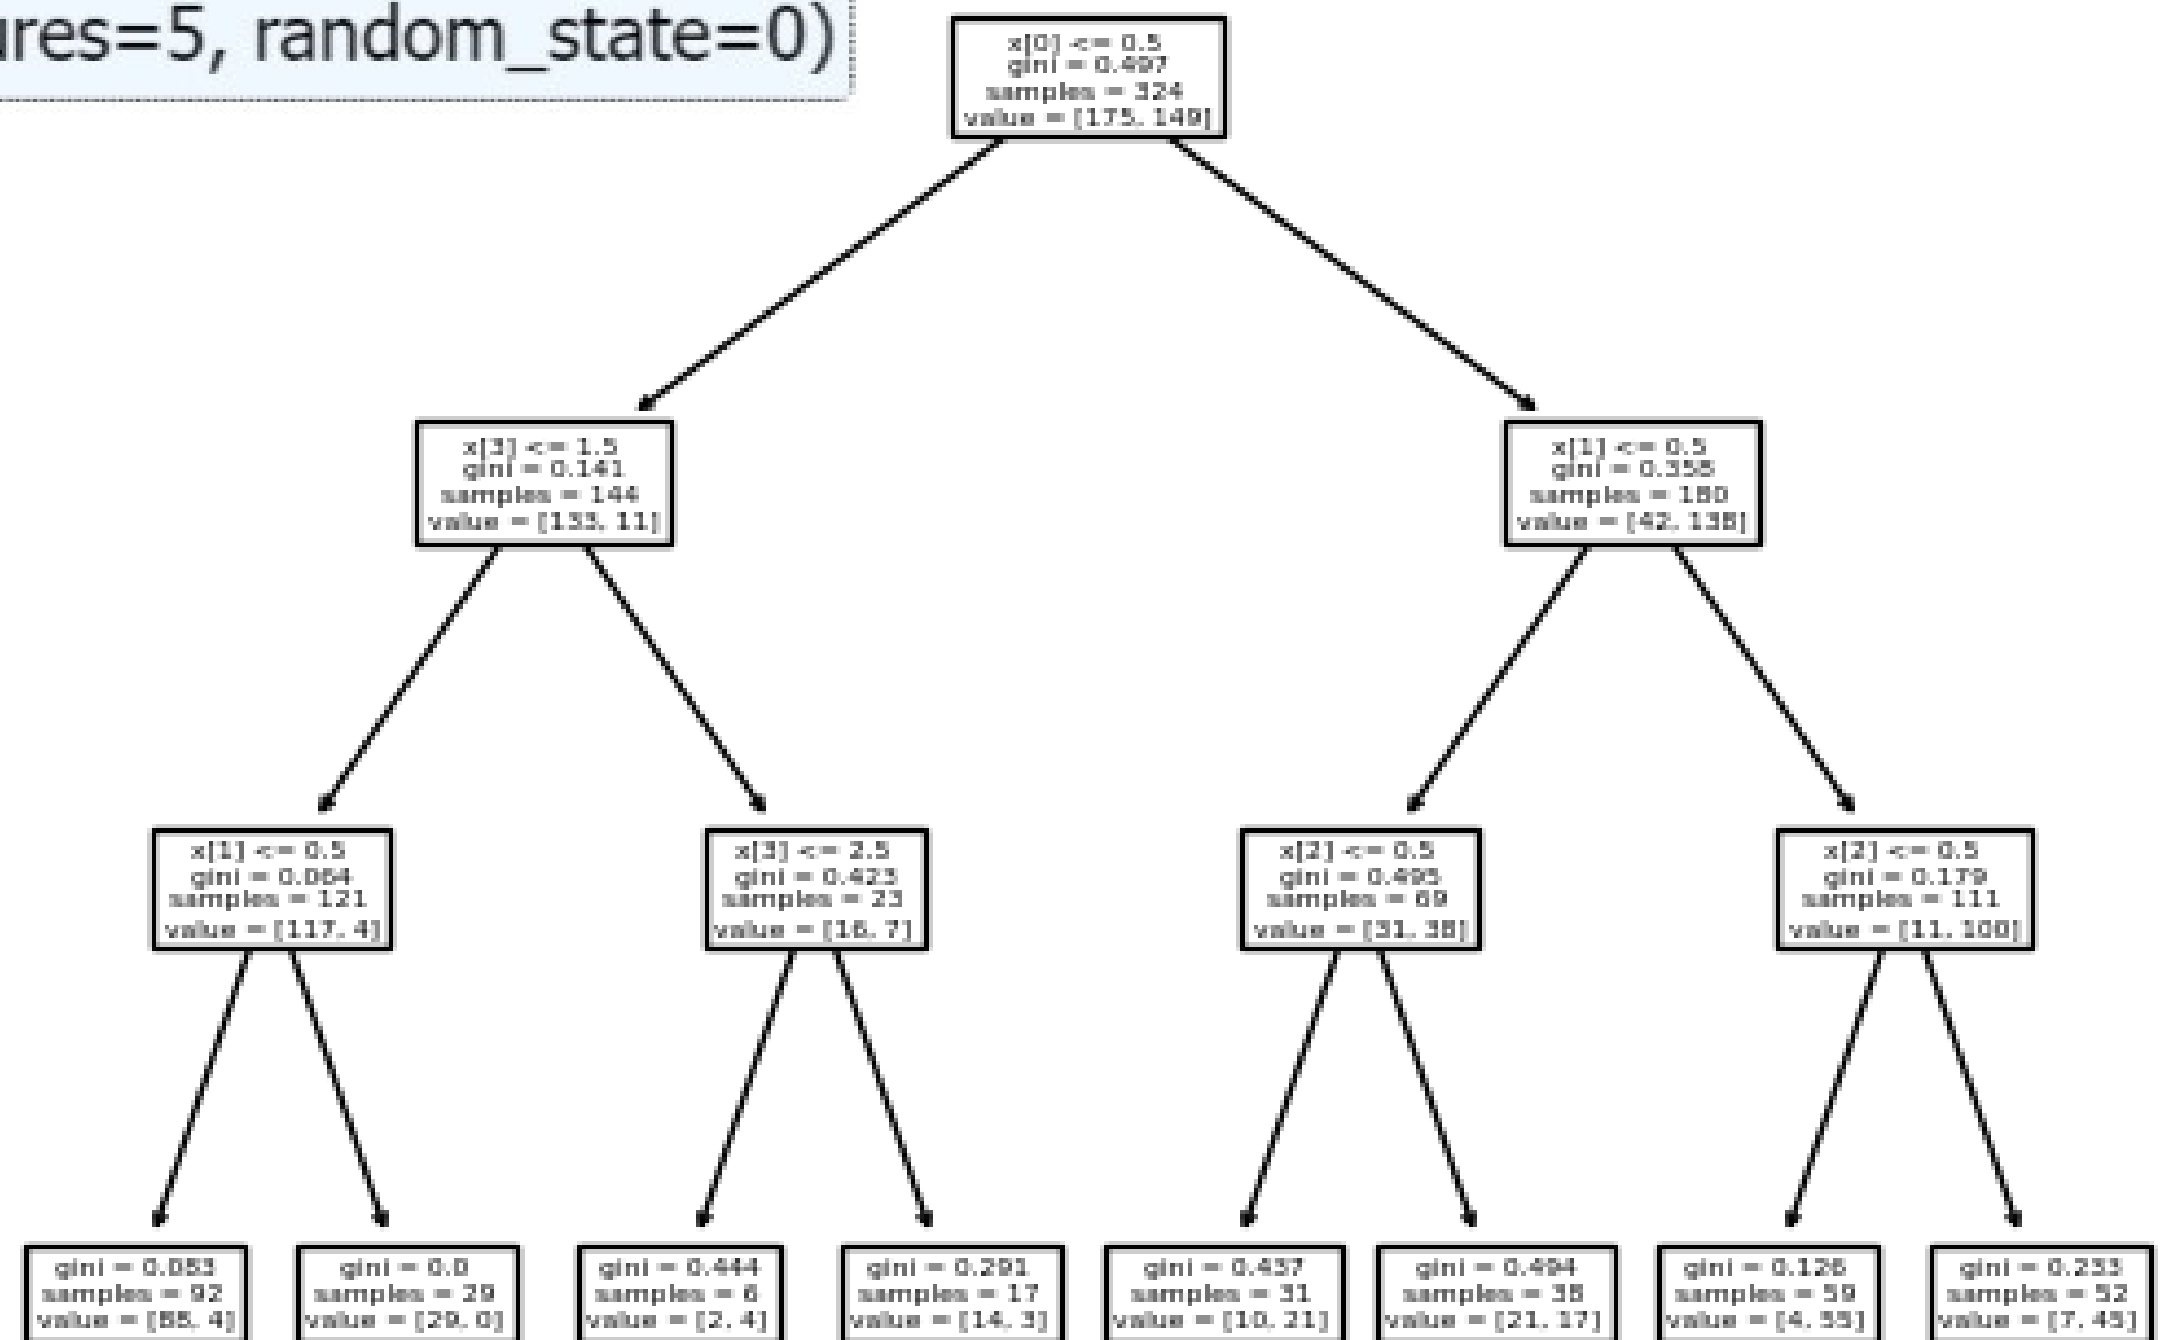 ures=5, random_state=0)
x[0] <= 0.5
gini = 0.497
samples = 324
value = [175, 149]
x[3] <= 1.5
gini = 0.141
samples = 144
value = [133, 11]
x[1] <= 0.5
gini = 0.358
samples = 180
value = [42, 138]
x[1] <= 0.5
gini = 0.064
samples = 121
value = [117, 4]
x[3] <= 2.5
gini = 0.423
samples = 23
value = [16, 7]
x[2] <= 0.5
gini = 0.495
samples = 69
value = [31, 38]
x[2] <= 0.5
gini = 0.179
samples = 111
value = [11, 100]
gini = 0.083
samples = 92
value = [88, 4]
gini = 0.0
samples = 29
value = [29, 0]
gini = 0.444
samples = 6
value = [2, 4]
gini = 0.291
samples = 17
value = [14, 3]
gini = 0.437
samples = 31
value = [10, 21]
gini = 0.494
samples = 38
value = [21, 17]
gini = 0.126
samples = 59
value = [4, 55]
gini = 0.233
samples = 52
value = [7, 45]